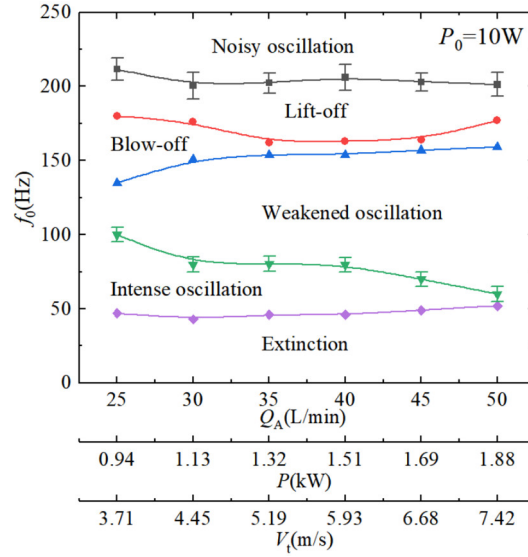 250
200
150
100
50
0
f₀(Hz)
P₀=10W
Noisy oscillation
Lift-off
Blow-off
Weakened oscillation
Intense oscillation
Extinction
25 30 35 40 45 50
Q_A(L/min)
0.94 1.13 1.32 1.51 1.69 1.88
P(kW)
3.71 4.45 5.19 5.93 6.68 7.42
V_t(m/s)